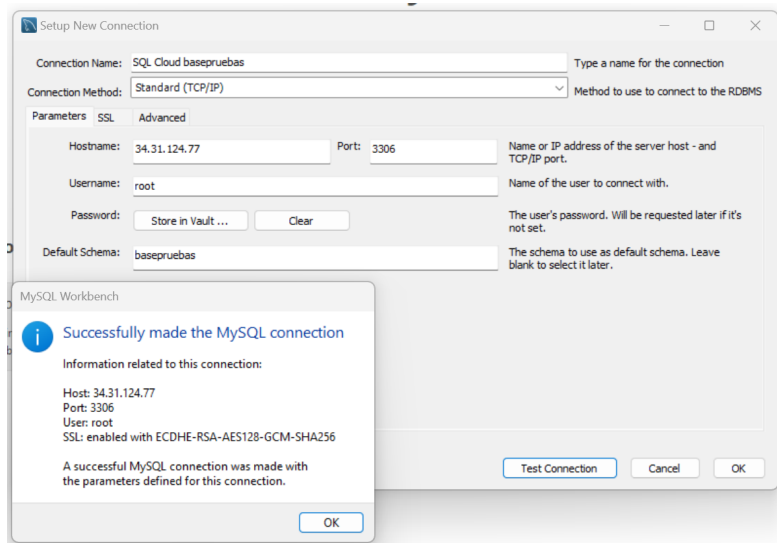 Setup New Connection
Connection Name: SQL Cloud basepruebas Type a name for the connection
Connection Method: Standard (TCP/IP) Method to use to connect to the RDBMS
Parameters SSL Advanced
Hostname: 34.31.124.77 Port: 3306 Name or IP address of the server host - and
TCP/IP port.
Username: root Name of the user to connect with.
Password: Store in Vault ... Clear The user's password. Will be requested later if it's
not set.
Default Schema: basepruebas The schema to use as default schema. Leave
blank to select it later.
MySQL Workbench
Successfully made the MySQL connection
Information related to this connection:
Host: 34.31.124.77
Port: 3306
User: root
SSL: enabled with ECDHE-RSA-AES128-GCM-SHA256
A successful MySQL connection was made with
the parameters defined for this connection.
OK
Test Connection Cancel OK